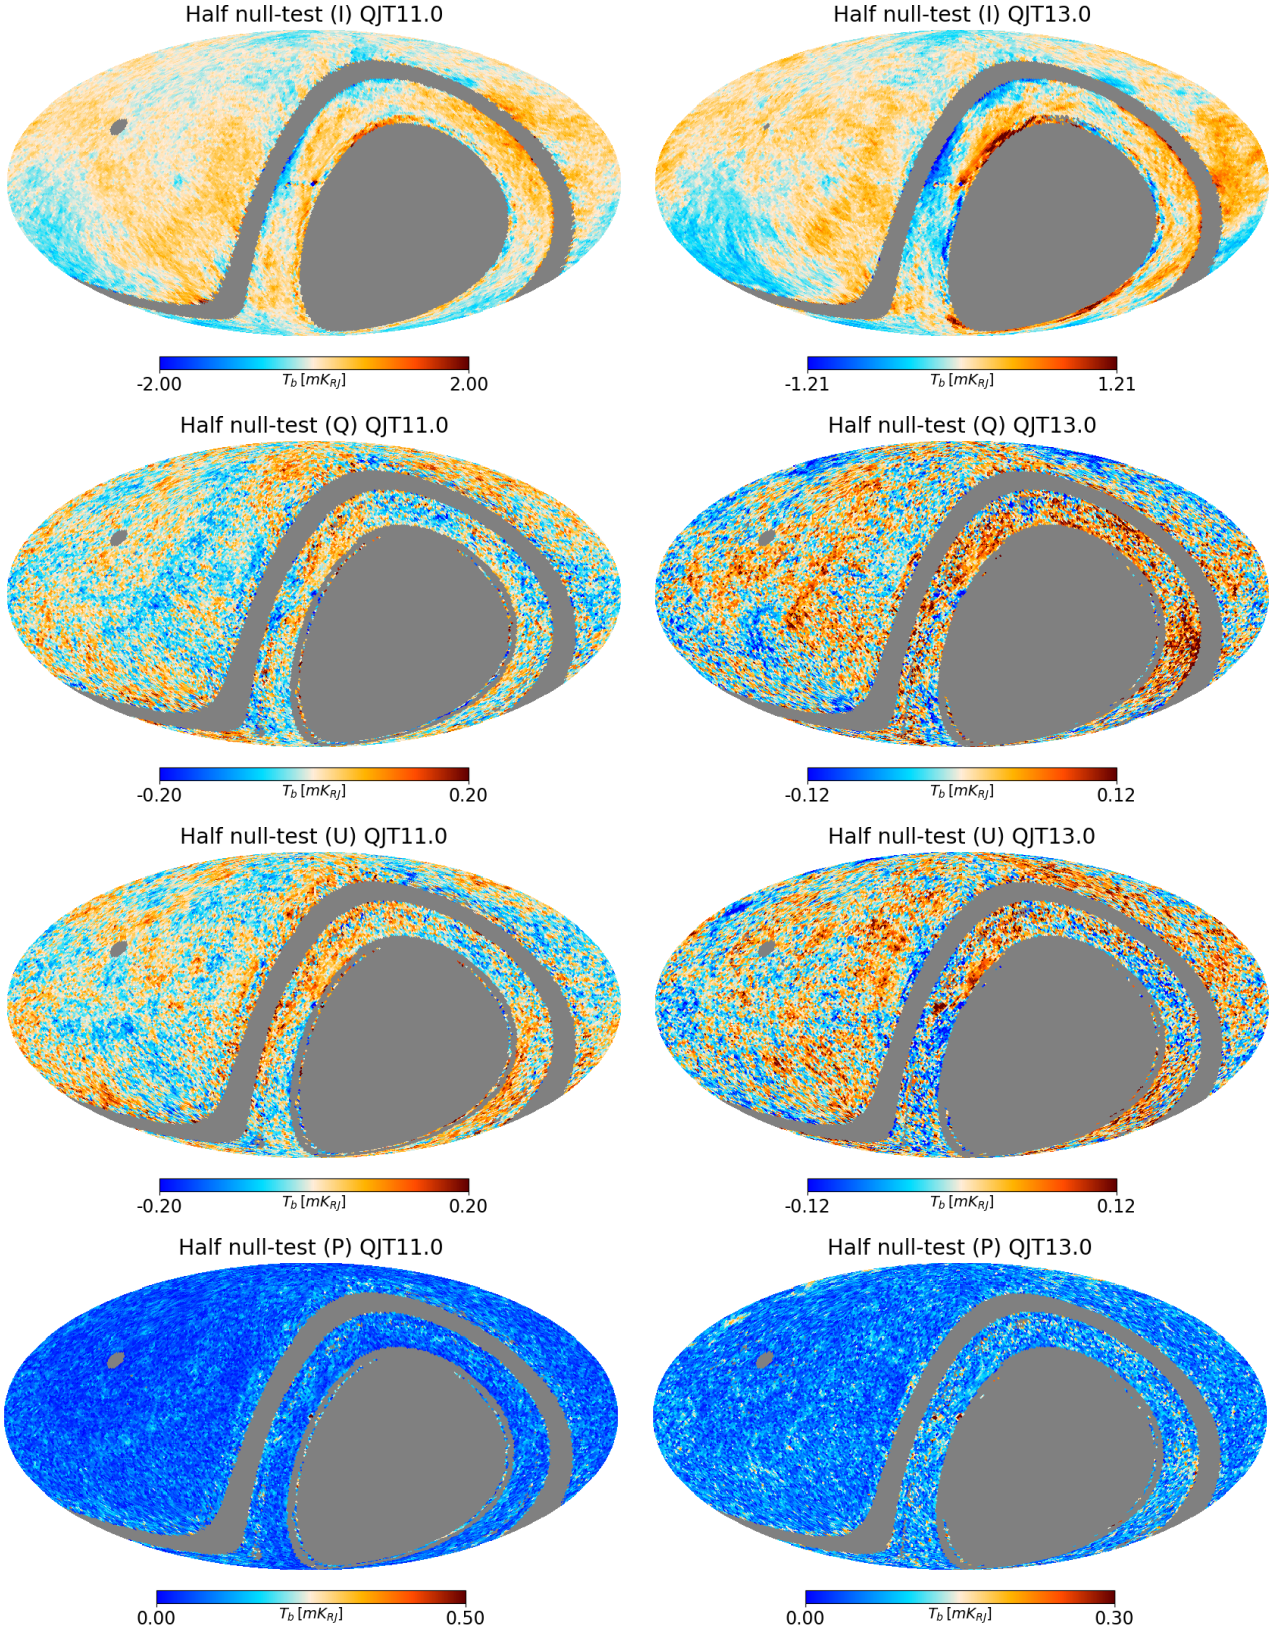 Half null-test (I) QJT11.0
Half null-test (I) QJT13.0
-2.00 T_b [mK_RJ] 2.00
-1.21 T_b [mK_RJ] 1.21
Half null-test (Q) QJT11.0
Half null-test (Q) QJT13.0
-0.20 T_b [mK_RJ] 0.20
-0.12 T_b [mK_RJ] 0.12
Half null-test (U) QJT11.0
Half null-test (U) QJT13.0
-0.20 T_b [mK_RJ] 0.20
-0.12 T_b [mK_RJ] 0.12
Half null-test (P) QJT11.0
Half null-test (P) QJT13.0
0.00 T_b [mK_RJ] 0.50
0.00 T_b [mK_RJ] 0.30